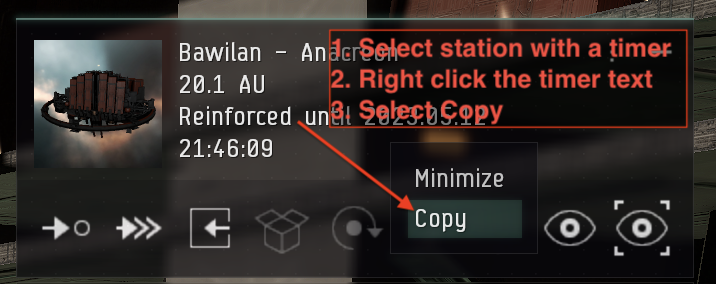 Bawilan - Anacreon
1. Select station with a timer
20.1 AU
2. Right click the timer text
Reinforced until 2023.05.12
3. Select Copy
21:46:09
Minimize
Copy